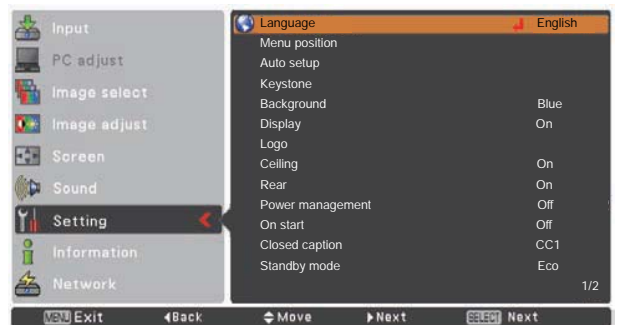 Input
PC adjust
Image select
Image adjust
Screen
Sound
Setting
Information
Network
Language English
Menu position
Auto setup
Keystone
Background Blue
Display On
Logo
Ceiling On
Rear On
Power management Off
On start Off
Closed caption CC1
Standby mode Eco
1/2
MENU Exit Back Move Next SELECT Next